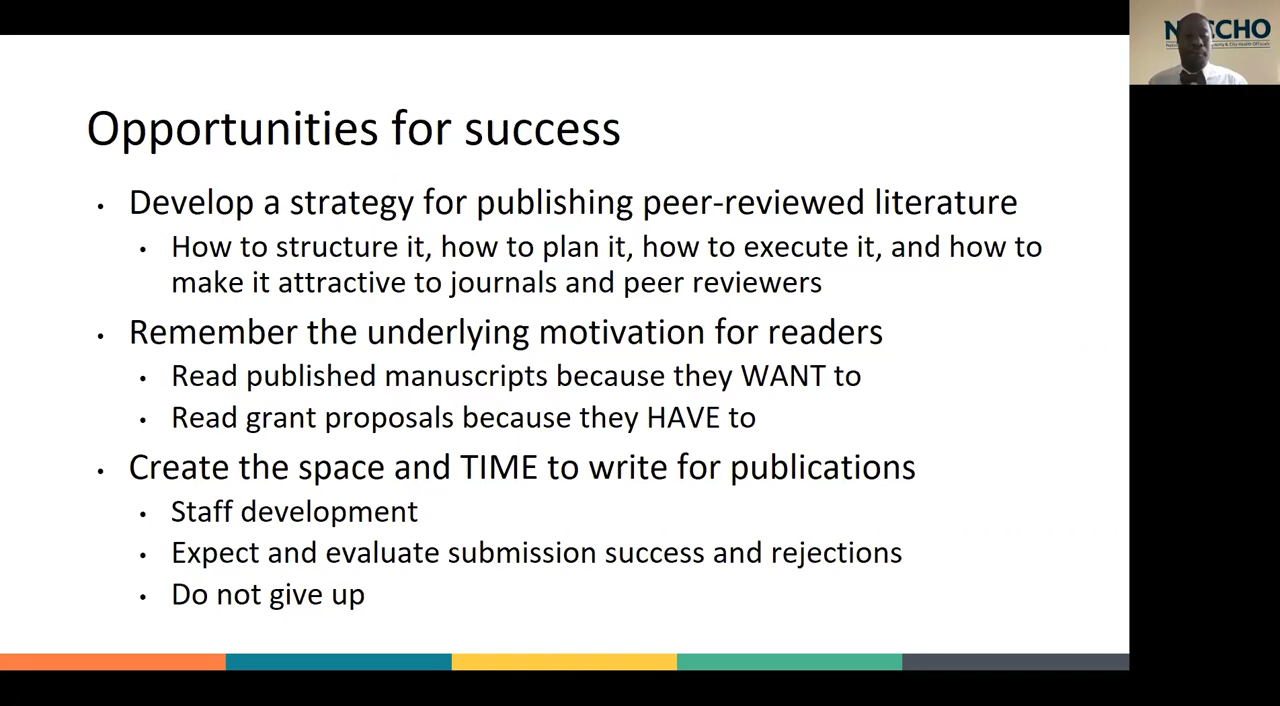 Opportunities for success
• Develop a strategy for publishing peer-reviewed literature
• How to structure it, how to plan it, how to execute it, and how to
make it attractive to journals and peer reviewers
• Remember the underlying motivation for readers
• Read published manuscripts because they WANT to
• Read grant proposals because they HAVE to
• Create the space and TIME to write for publications
• Staff development
• Expect and evaluate submission success and rejections
• Do not give up